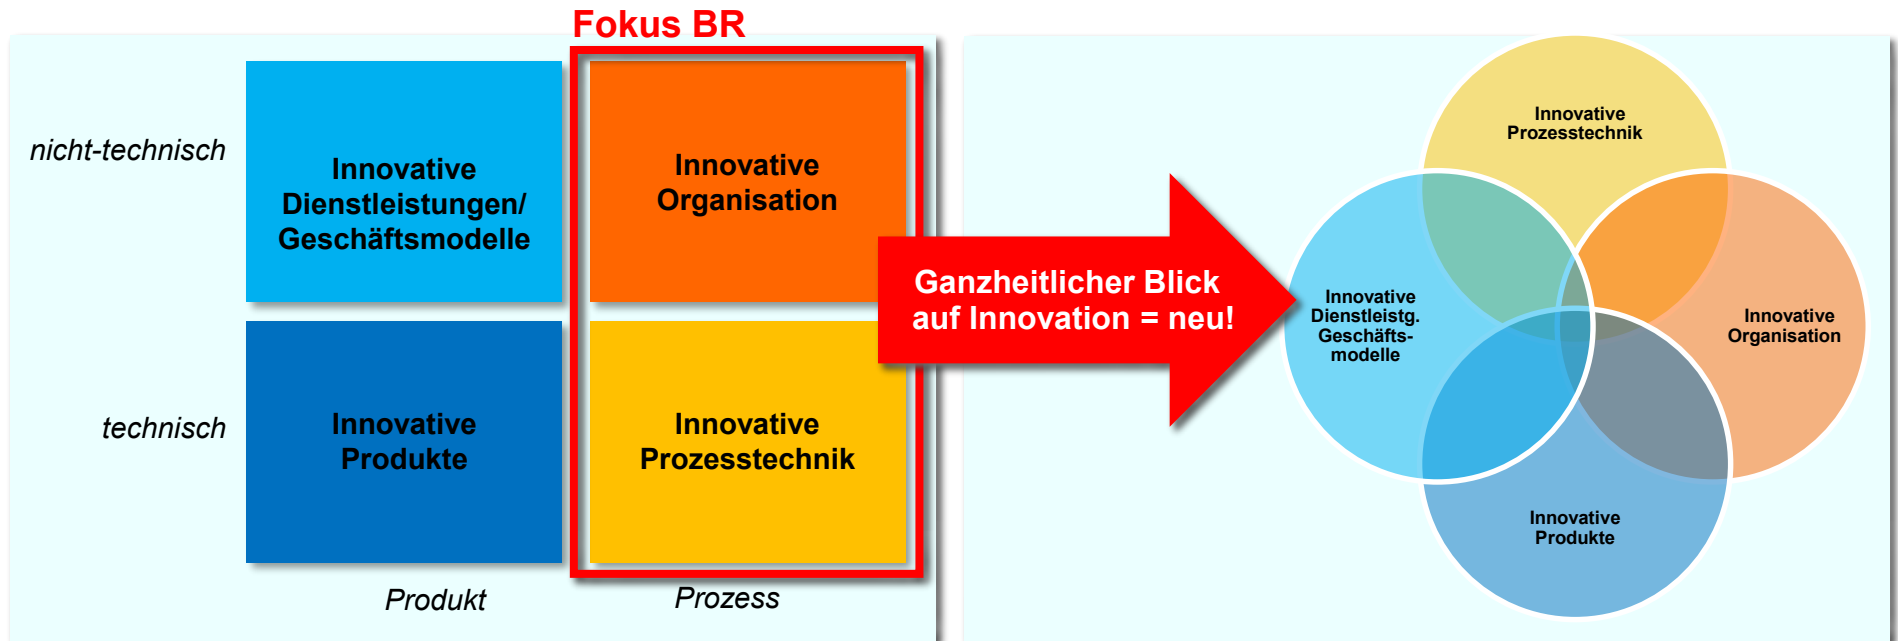 Fokus BR
nicht-technisch
Innovative
Dienstleistungen/
Geschäftsmodelle
Innovative
Organisation
technisch
Innovative
Produkte
Innovative
Prozesstechnik
Produkt
Prozess
Ganzheitlicher Blick
auf Innovation = neu!
Innovative
Prozesstechnik
Innovative
Dienstleistg.
Geschäfts-
modelle
Innovative
Organisation
Innovative
Produkte